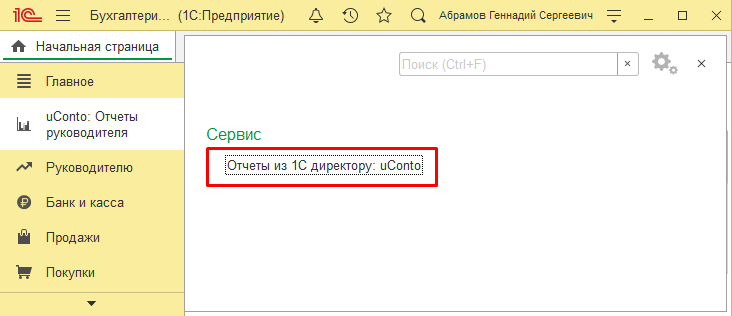 1С Бухгалтери... (1С:Предприятие) Абрамов Геннадий Сергеевич
Начальная страница
Поиск (Ctrl+F)
Главное
uConto: Отчеты
руководителя
Руководителю
Банк и касса
Продажи
Покупки
Сервис
Отчеты из 1С директору: uConto